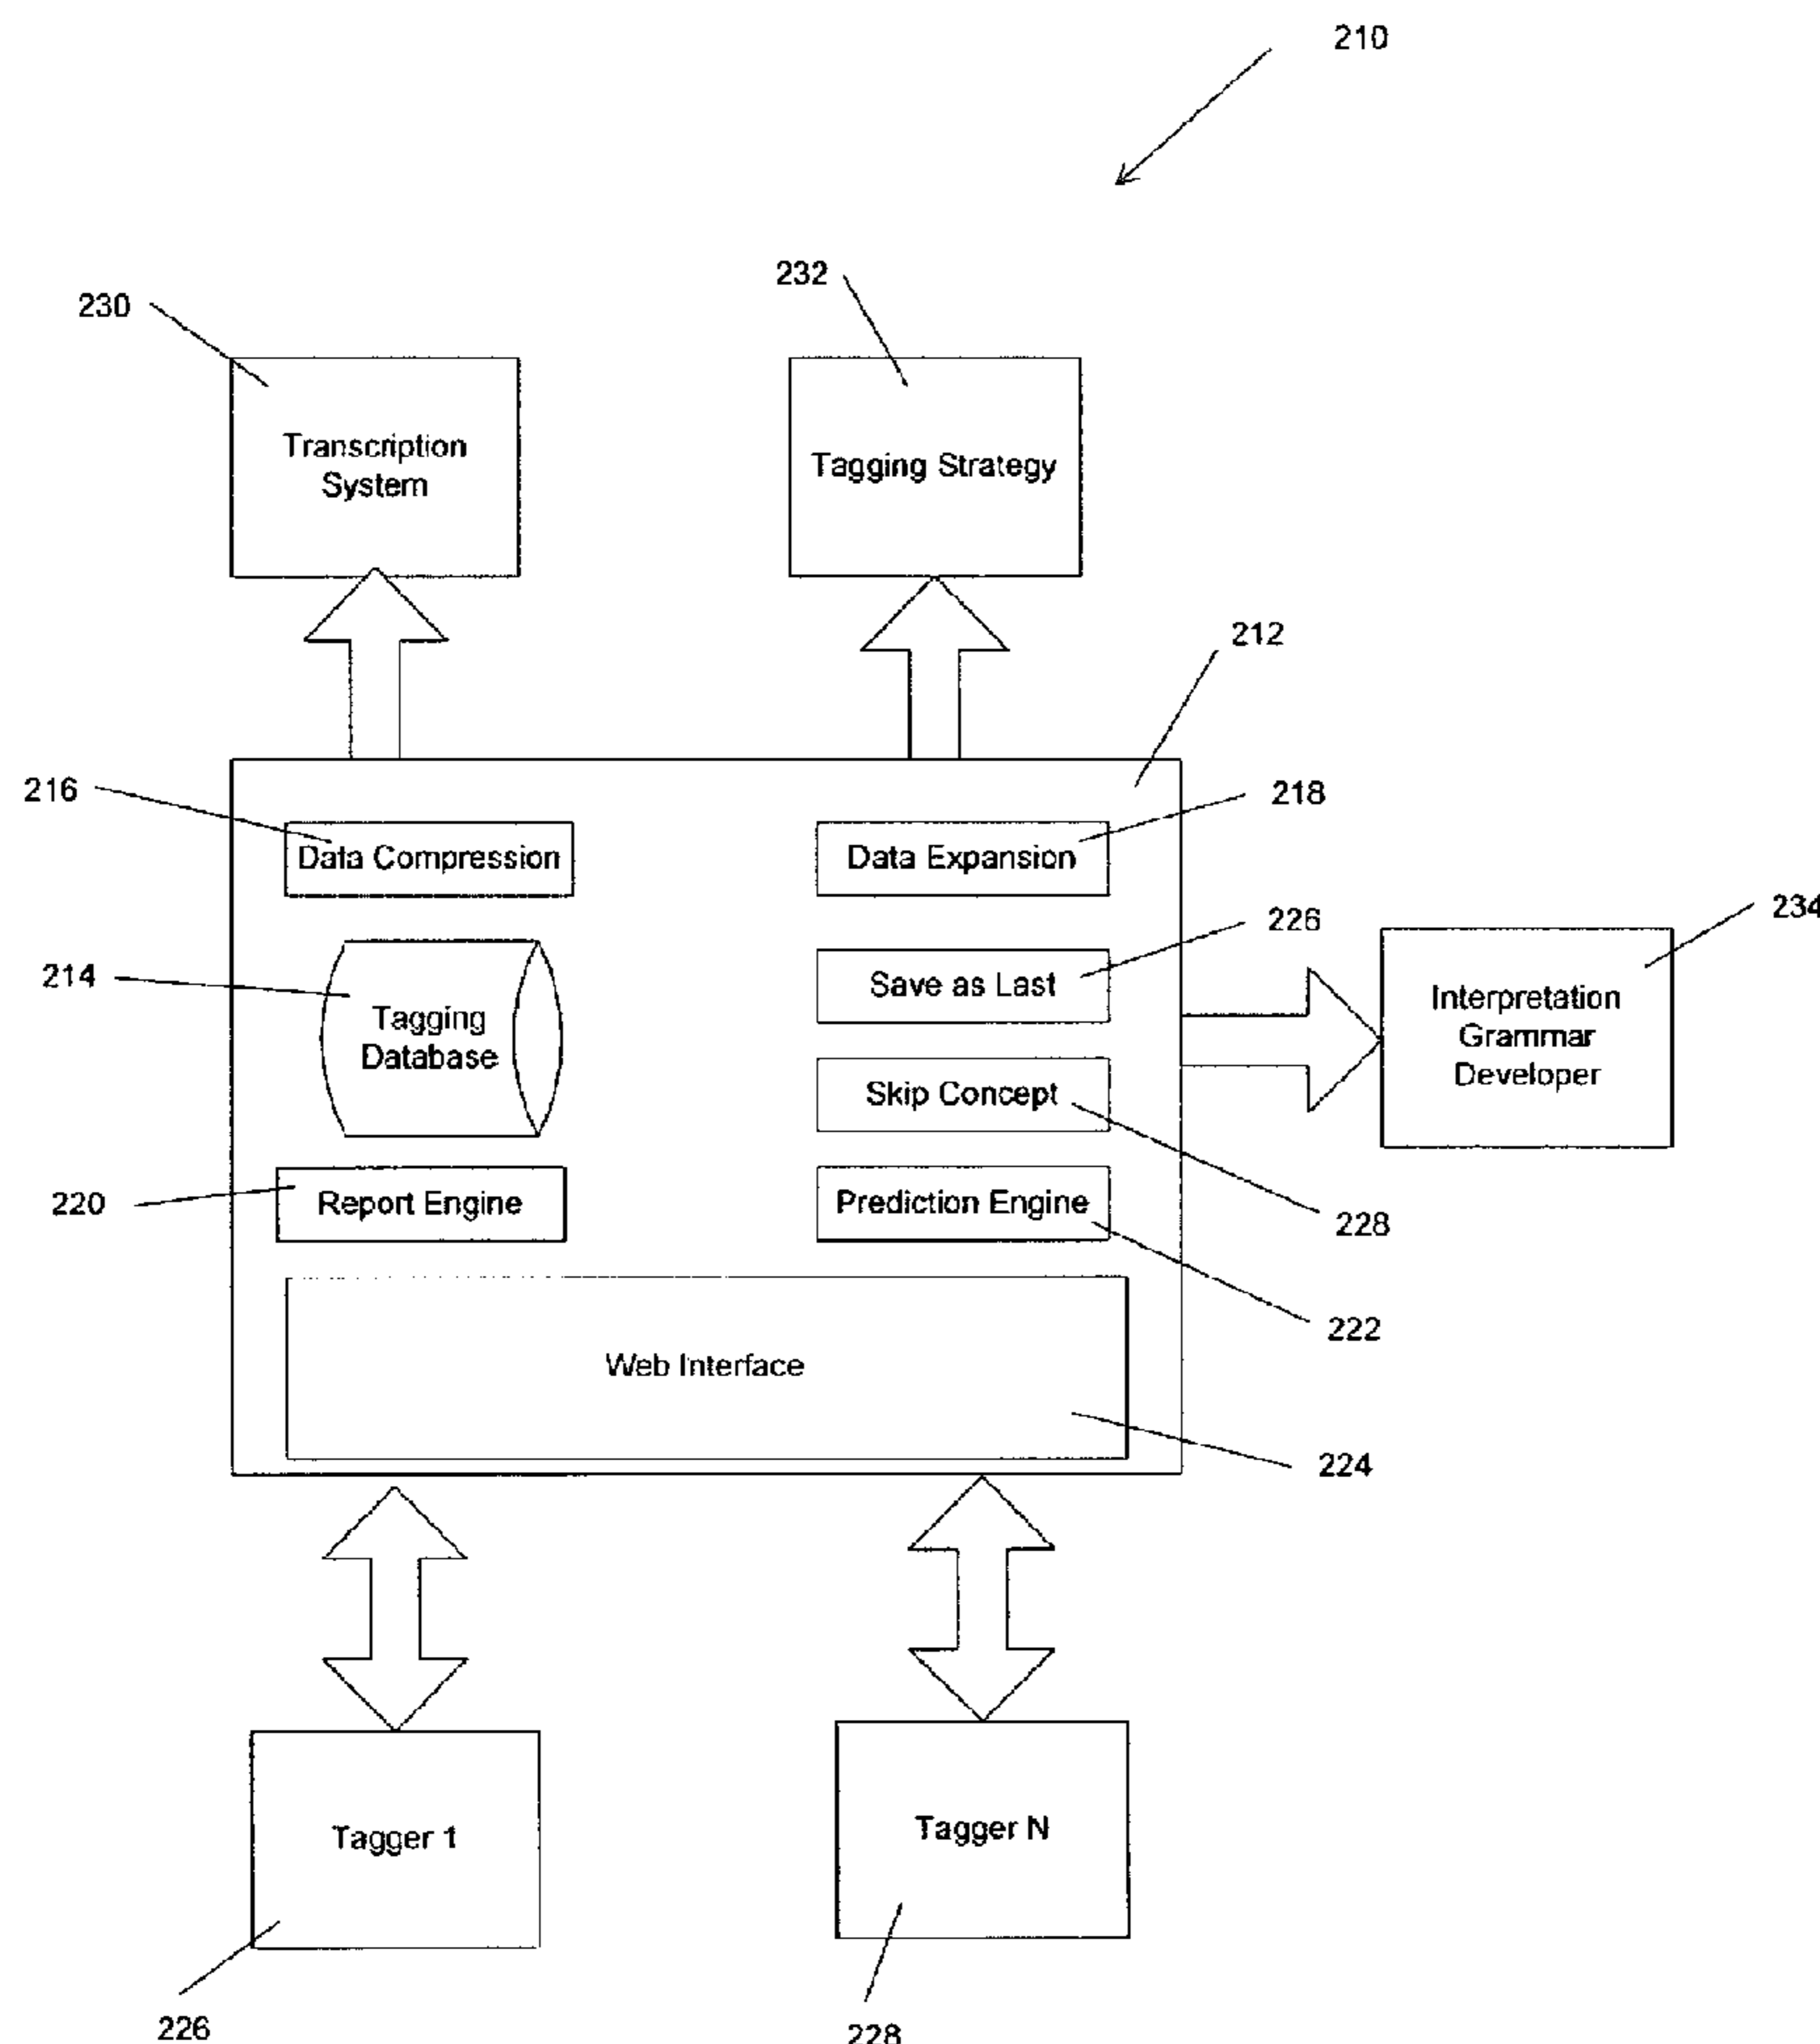 210
232
230
Transcription
System
Tagging Strategy
212
216
218
Data Compression
Data Expansion
226
234
214
Save as Last
Tagging
Database
Interpretation
Grammar
Developer
Skip Concept
220
Report Engine
Prediction Engine
228
222
Web Interface
224
Tagger 1
Tagger N
226
228